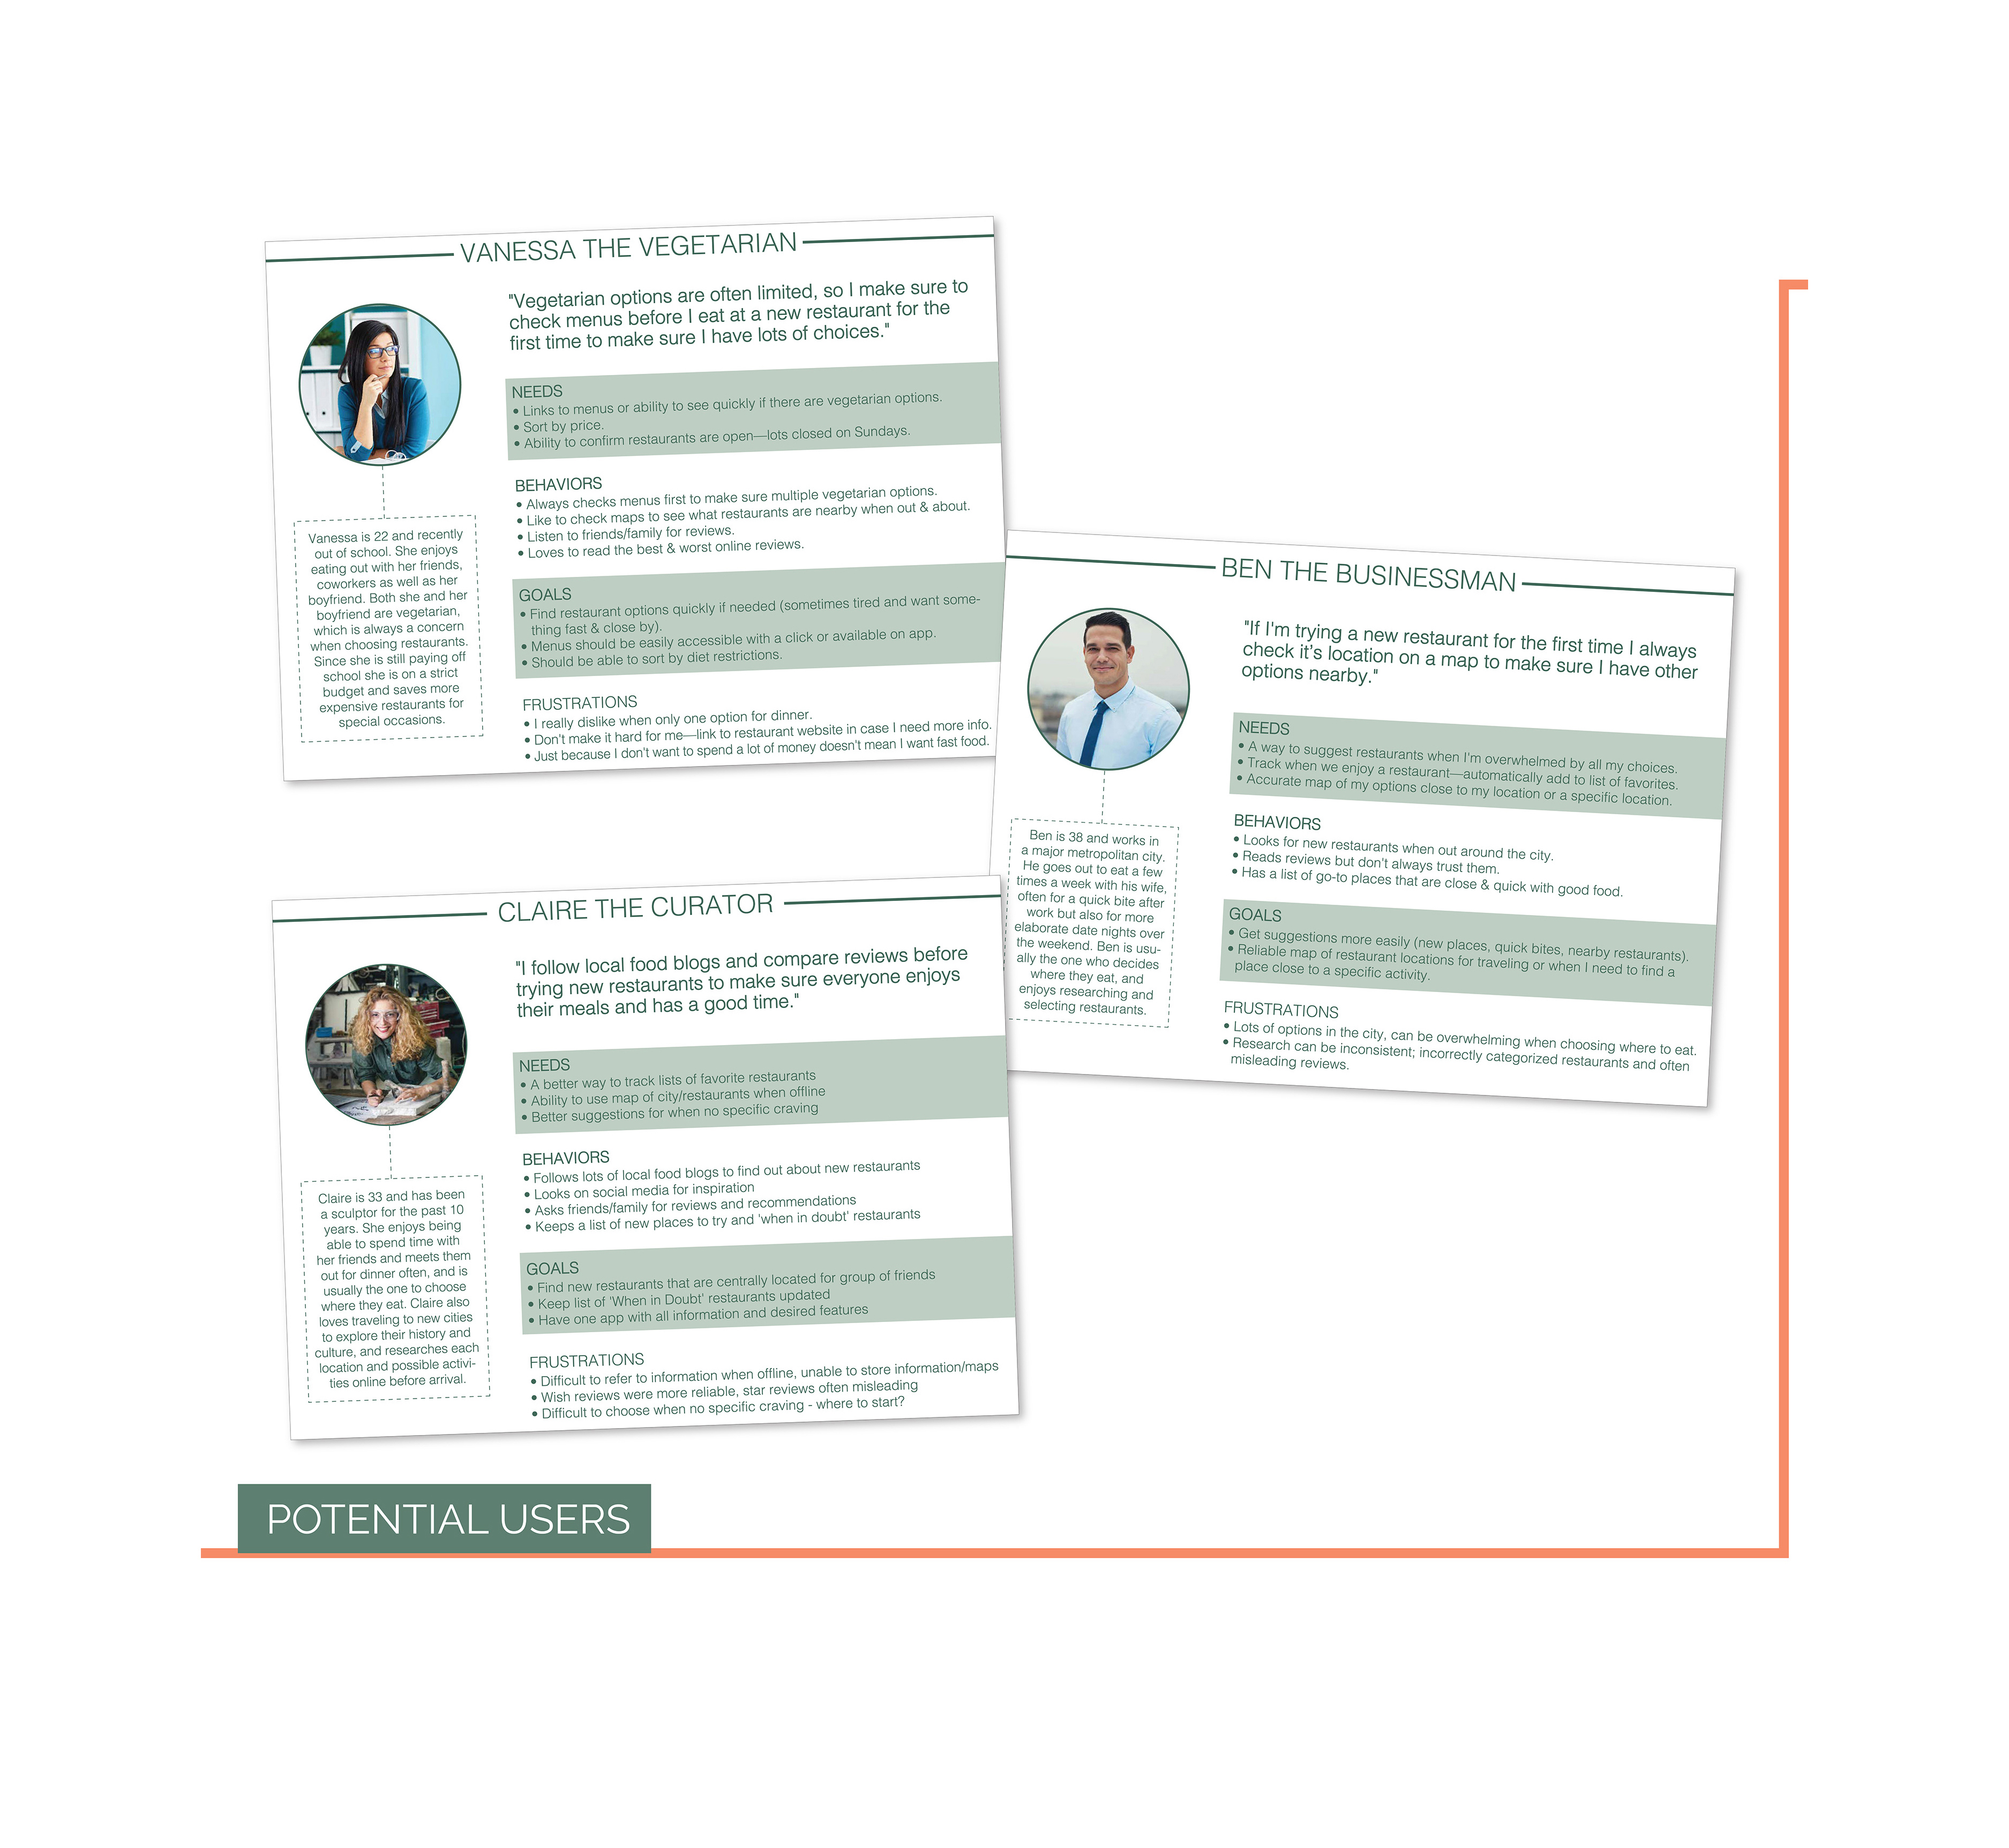 VANESSA THE VEGETARIAN
"Vegetarian options are often limited, so I make sure to
check menus before I eat at a new restaurant for the
first time to make sure I have lots of choices."
NEEDS
• Links to menus or ability to see quickly if there are vegetarian options.
• Sort by price.
• Ability to confirm restaurants are open—lots closed on Sundays.
BEHAVIORS
• Always checks menus first to make sure multiple vegetarian options.
• Like to check maps to see what restaurants are nearby when out & about.
• Listen to friends/family for reviews.
• Loves to read the best & worst online reviews.
GOALS
• Find restaurant options quickly if needed (sometimes tired and want some-
thing fast & close by).
• Menus should be easily accessible with a click or available on app.
• Should be able to sort by diet restrictions.
FRUSTRATIONS
• I really dislike when only one option for dinner.
• Don't make it hard for me—link to restaurant website in case I need more info.
• Just because I don't want to spend a lot of money doesn't mean I want fast food.
Vanessa is 22 and recently
out of school. She enjoys
eating out with her friends,
coworkers as well as her
boyfriend. Both she and her
boyfriend are vegetarian,
which is always a concern
when choosing restaurants.
Since she is still paying off
school she is on a strict
budget and saves more
expensive restaurants for
special occasions.
BEN THE BUSINESSMAN
"If I'm trying a new restaurant for the first time I always
check it's location on a map to make sure I have other
options nearby."
NEEDS
• A way to suggest restaurants when I'm overwhelmed by all my choices.
• Track when we enjoy a restaurant—automatically add to list of favorites.
• Accurate map of my options close to my location or a specific location.
BEHAVIORS
• Looks for new restaurants when out around the city.
• Reads reviews but don't always trust them.
• Has a list of go-to places that are close & quick with good food.
GOALS
• Get suggestions more easily (new places, quick bites, nearby restaurants).
• Reliable map of restaurant locations for traveling or when I need to find a
place close to a specific activity.
FRUSTRATIONS
• Lots of options in the city, can be overwhelming when choosing where to eat.
• Research can be inconsistent; incorrectly categorized restaurants and often
misleading reviews.
Ben is 38 and works in
a major metropolitan city.
He goes out to eat a few
times a week with his wife,
often for a quick bite after
work but also for more
elaborate date nights over
the weekend. Ben is usu-
ally the one who decides
where they eat, and
enjoys researching and
selecting restaurants.
CLAIRE THE CURATOR
"I follow local food blogs and compare reviews before
trying new restaurants to make sure everyone enjoys
their meals and has a good time."
NEEDS
• A better way to track lists of favorite restaurants
• Ability to use map of city/restaurants when offline
• Better suggestions for when no specific craving
BEHAVIORS
• Follows lots of local food blogs to find out about new restaurants
• Looks on social media for inspiration
• Asks friends/family for reviews and recommendations
• Keeps a list of new places to try and 'when in doubt' restaurants
GOALS
• Find new restaurants that are centrally located for group of friends
• Keep list of 'When in Doubt' restaurants updated
• Have one app with all information and desired features
FRUSTRATIONS
• Difficult to refer to information when offline, unable to store information/maps
• Wish reviews were more reliable, star reviews often misleading
• Difficult to choose when no specific craving - where to start?
Claire is 33 and has been
a sculptor for the past 10
years. She enjoys being
able to spend time with
her friends and meets them
out for dinner often, and is
usually the one to choose
where they eat. Claire also
loves traveling to new cities
to explore their history and
culture, and researches each
location and possible activi-
ties online before arrival.
POTENTIAL USERS